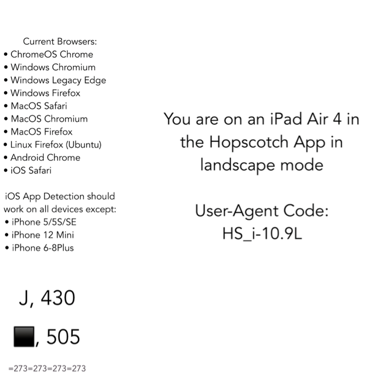 Current Browsers:
• ChromeOS Chrome
• Windows Chromium
• Windows Legacy Edge
• Windows Firefox
• MacOS Safari
• MacOS Chromium
• MacOS Firefox
• Linux Firefox (Ubuntu)
• Android Chrome
• iOS Safari
iOS App Detection should
work on all devices except:
• iPhone 5/5S/SE
• iPhone 12 Mini
• iPhone 6-8Plus
J, 430
⬛, 505
=273=273=273=273
You are on an iPad Air 4 in
the Hopscotch App in
landscape mode
User-Agent Code:
HS_i-10.9L